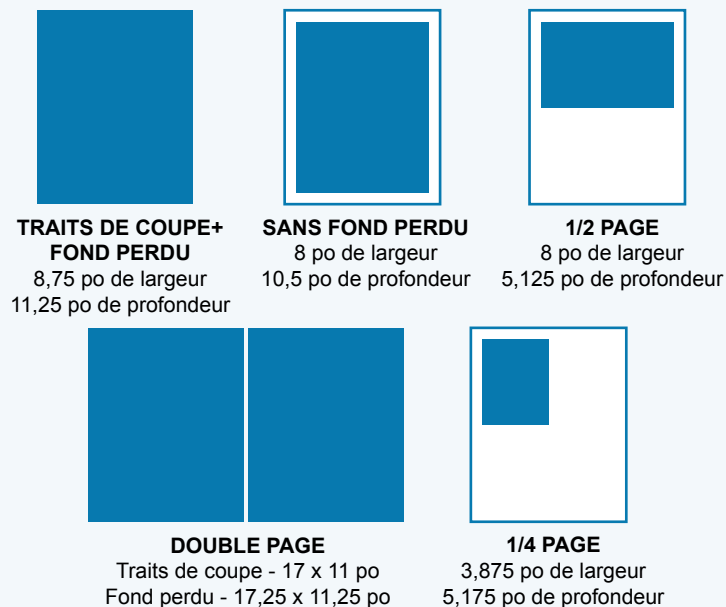 TRAITS DE COUPE+
FOND PERDU
8,75 po de largeur
11,25 po de profondeur
SANS FOND PERDU
8 po de largeur
10,5 po de profondeur
1/2 PAGE
8 po de largeur
5,125 po de profondeur
DOUBLE PAGE
Traits de coupe - 17 x 11 po
Fond perdu - 17,25 x 11,25 po
1/4 PAGE
3,875 po de largeur
5,175 po de profondeur